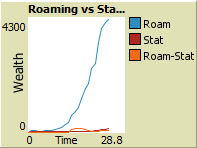 Roaming vs Sta...
4300
Wealth
0
0 Time 28.8
Roam
Stat
Roam-Stat